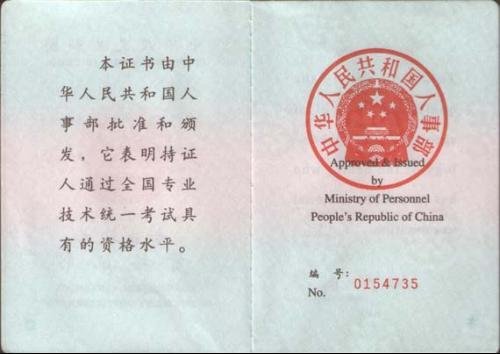 本证书由中
华人民共和国人
事部批准和颁
发，它表明持证
人通过全国专业
技术统一考试具
有的资格水平。
中华人民共和国人事部
Approved & Issued
by
Ministry of Personnel
People's Republic of China
编 号:
No. 0154735